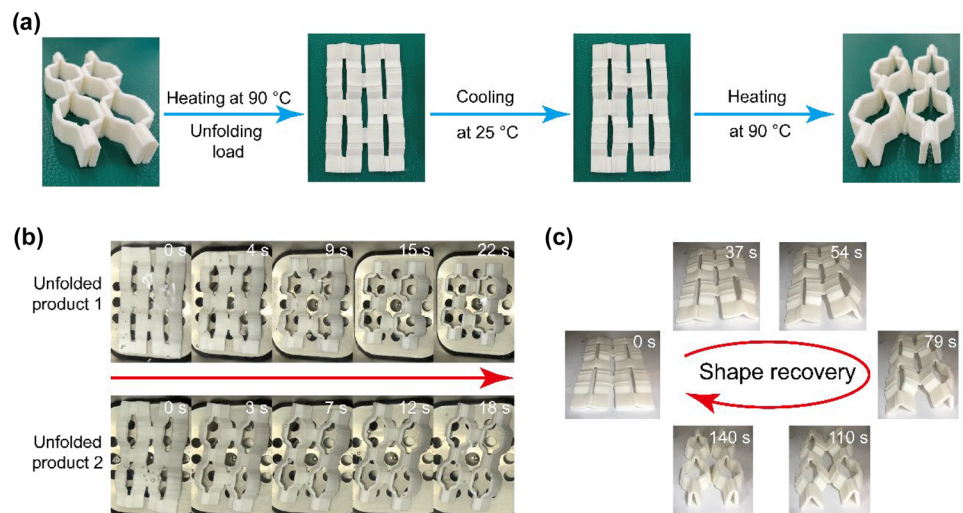 (a)
Heating at 90 °C
Unfolding
load
Cooling
at 25 °C
Heating
at 90 °C
(b)
Unfolded
product 1
0 s
4 s
9 s
15 s
22 s
Unfolded
product 2
0 s
3 s
7 s
12 s
18 s
(c)
37 s
54 s
0 s
79 s
Shape recovery
140 s
110 s